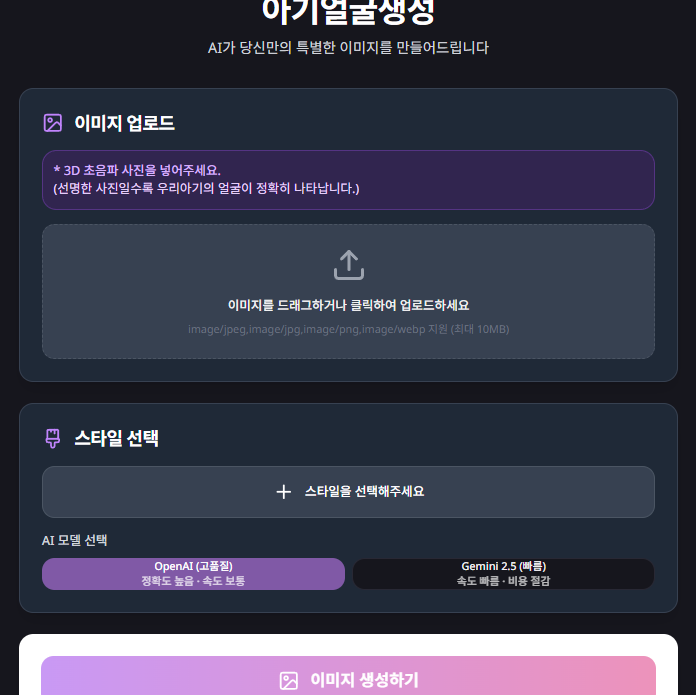 아기얼굴생성
AI가 당신만의 특별한 이미지를 만들어드립니다
이미지 업로드
* 3D 초음파 사진을 넣어주세요.
(선명한 사진일수록 우리아기의 얼굴이 정확히 나타납니다.)
이미지를 드래그하거나 클릭하여 업로드하세요
image/jpeg,image/jpg,image/png,image/webp 지원 (최대 10MB)
스타일 선택
스타일을 선택해주세요
AI 모델 선택
OpenAI (고품질)
정확도 높음 · 속도 보통
Gemini 2.5 (빠름)
속도 빠름 · 비용 절감
이미지 생성하기